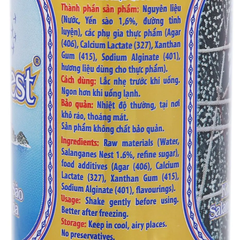 Thành phần sản phẩm: Nguyên liệu
(Nước, Yến sào 1,6%, đường tinh
luyện), các phụ gia thực phẩm (Agar
(406), Calcium Lactate (327), Xanthan
Gum (415), Sodium Alginate (401),
hương liệu dùng cho thực phẩm).
Cách dùng: Lắc nhẹ trước khi uống.
Ngon hơn khi uống lạnh.
Bảo quản: Nhiệt độ thường, tại nơi
khô ráo, thoáng mát.
Sản phẩm không chất bảo quản.
Ingredients: Raw materials (Water,
Salanganes Nest 1.6%, refine sugar),
food additives (Agar (406), Calcium
Lactate (327), Xanthan Gum (415),
Sodium Alginate (401), flavourings).
Usage: Shake gently before using.
Better after freezing.
Storage: Keep in cool, airy places.
No preservatives.